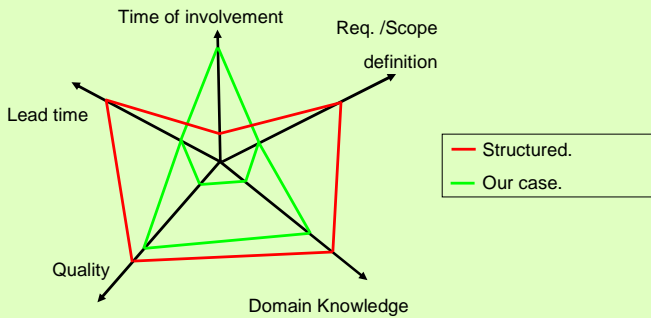 Time of involvement
Req. /Scope
definition
Lead time
Structured.
Our case.
Quality
Domain Knowledge